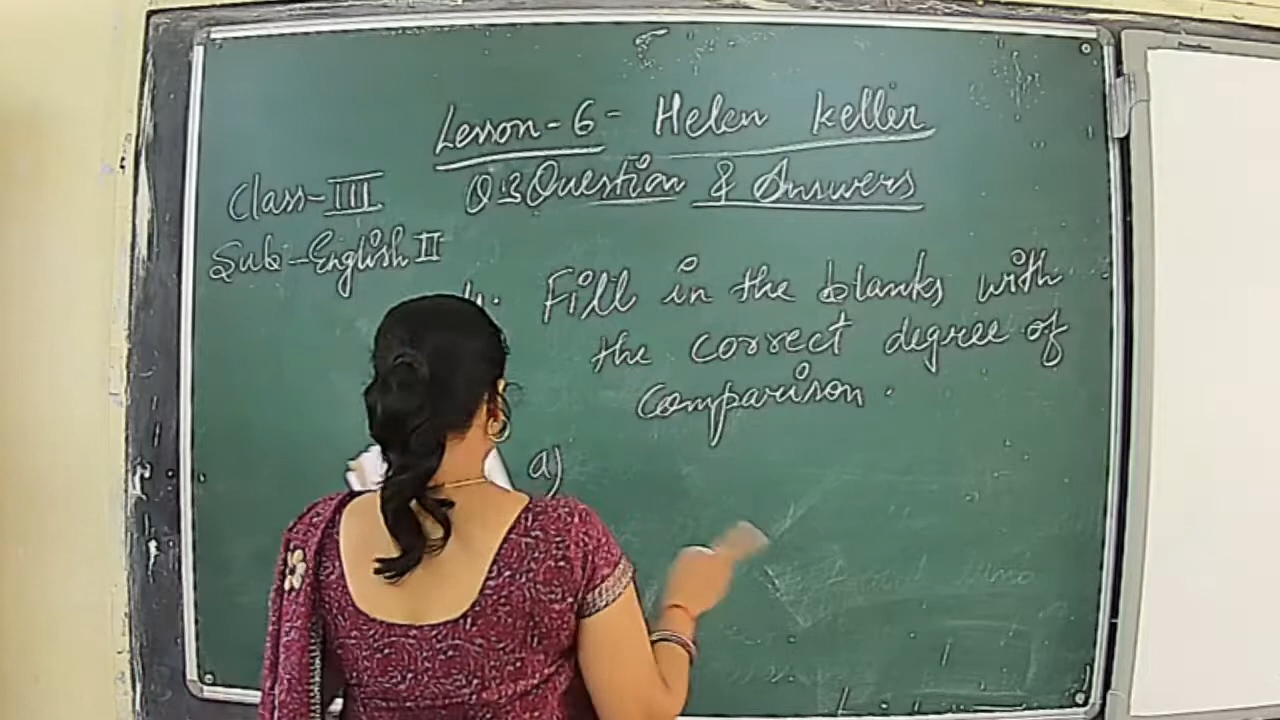 Lesson-6- Helen Keller
Class-III
Q.3 Question & Answers
Sub-English II
Fill in the blanks with
the correct degree of
comparison.
a)